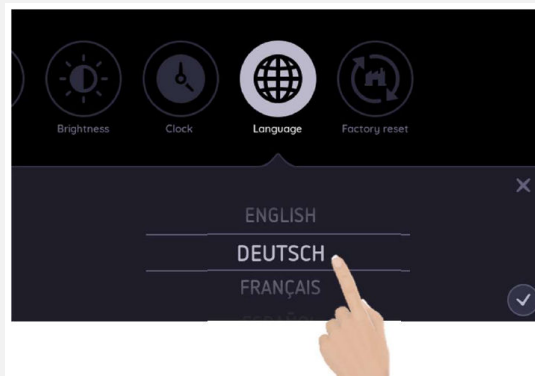 Brightness
Clock
Language
Factory reset
ENGLISH
DEUTSCH
FRANÇAIS